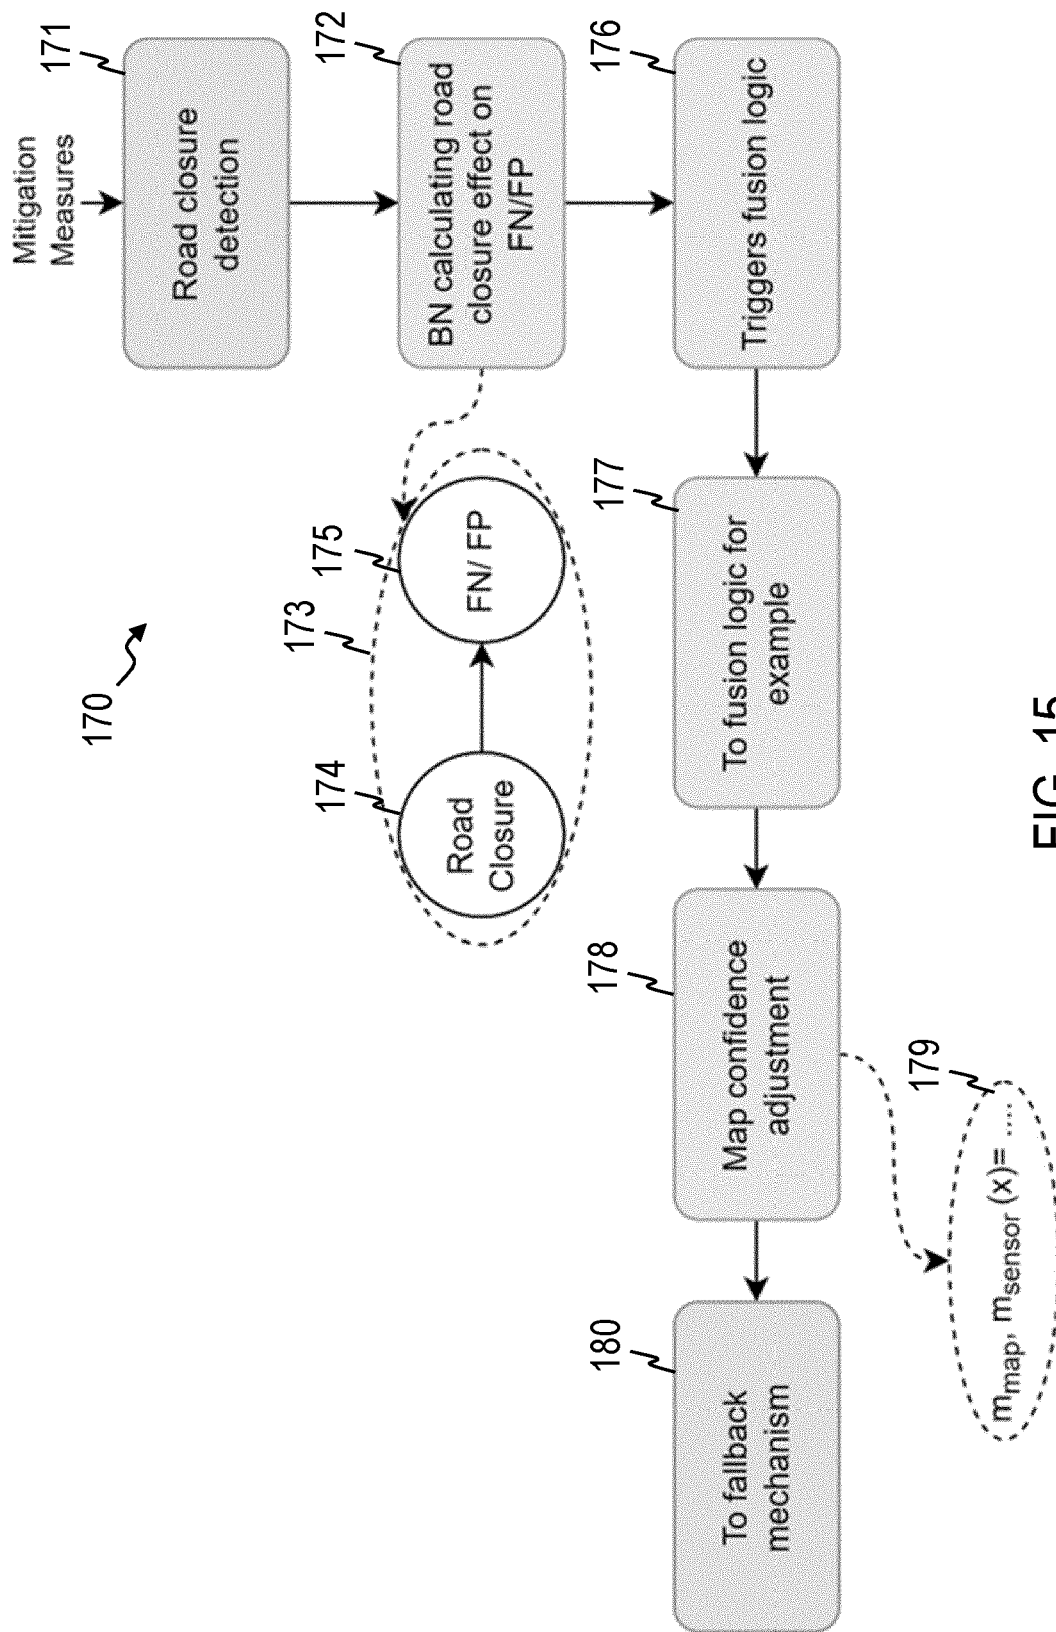 170
Mitigation
Measures
171
Road closure
detection
172
BN calculating road
closure effect on
FN/FP
173
174
Road
Closure
175
FN/ FP
176
Triggers fusion logic
177
To fusion logic for
example
178
Map confidence
adjustment
179
m_map, m_sensor (x)= ....
180
To fallback
mechanism
FIG. 15